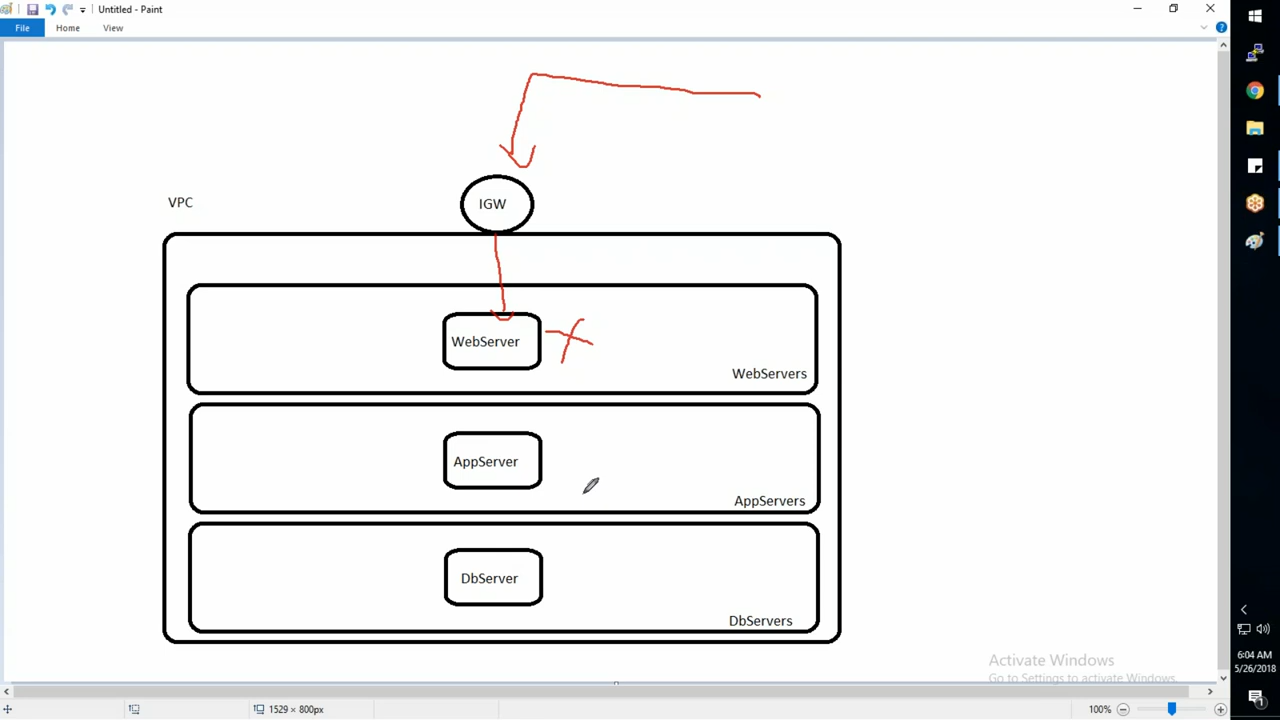 Untitled - Paint
File Home View
IGW
VPC
WebServer
WebServers
AppServer
AppServers
DbServer
DbServers
Activate Windows
Go to Settings to activate Windows.
6:04 AM
5/26/2018
1529 × 800px
100%
1